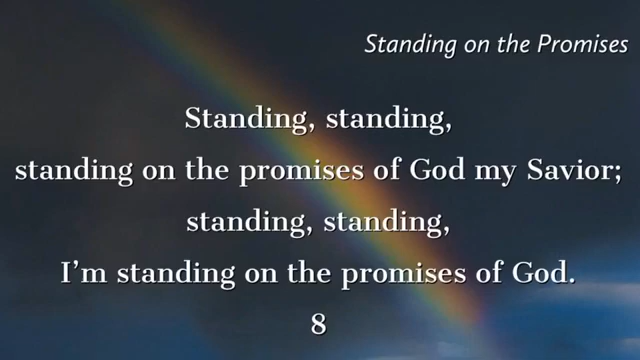 Standing on the Promises
Standing, standing,
standing on the promises of God my Savior;
standing, standing,
I’m standing on the promises of God.
8